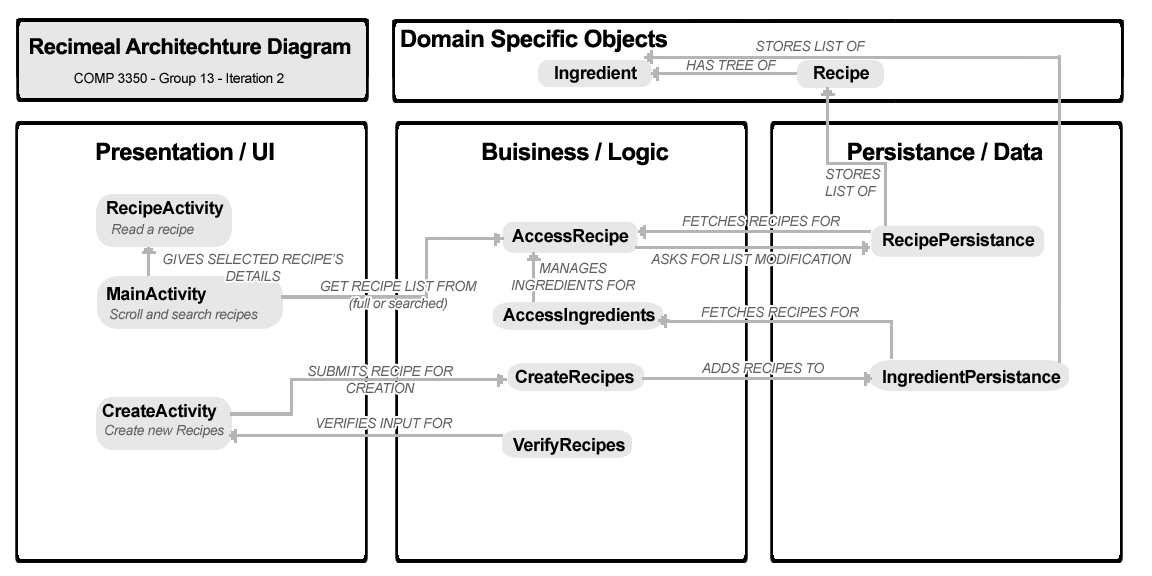 Recimeal Architechture Diagram
COMP 3350 - Group 13 - Iteration 2
Domain Specific Objects
STORES LIST OF
Ingredient
HAS TREE OF
Recipe
Presentation / UI
RecipeActivity
Read a recipe
GIVES SELECTED RECIPE'S
DETAILS
MainActivity
Scroll and search recipes
GET RECIPE LIST FROM
(full or searched)
SUBMITS RECIPE FOR
CREATION
CreateActivity
Create new Recipes
VERIFIES INPUT FOR
Buisiness / Logic
AccessRecipe
MANAGES
INGREDIENTS FOR
AccessIngredients
CreateRecipes
VerifyRecipes
FETCHES RECIPES FOR
ASKS FOR LIST MODIFICATION
FETCHES RECIPES FOR
ADDS RECIPES TO
Persistance / Data
STORES
LIST OF
RecipePersistance
IngredientPersistance